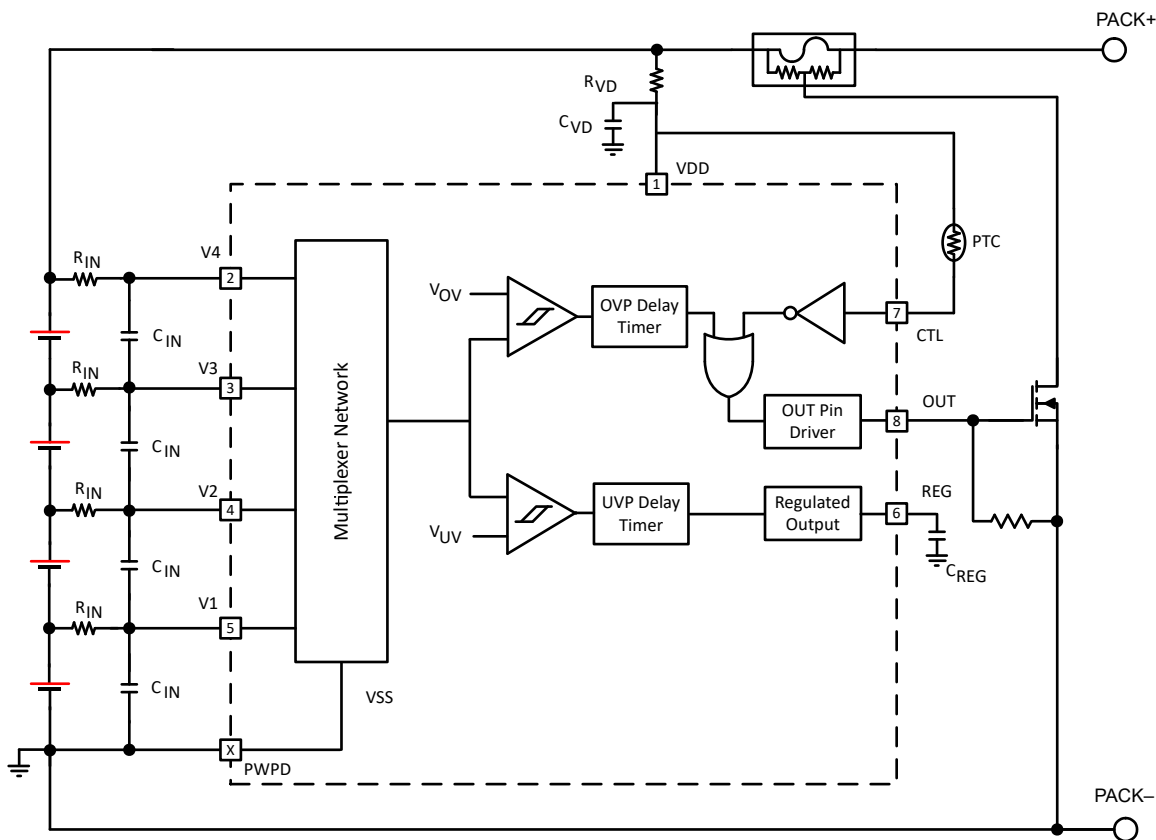 PACK+
RVD
CVD
VDD
1
PTC
RIN
V4
2
VOV
OVP Delay
Timer
7
CTL
CIN
RIN
V3
3
Multiplexer Network
OUT Pin
Driver
8
OUT
CIN
RIN
V2
4
VUV
UVP Delay
Timer
Regulated
Output
6
REG
CREG
CIN
RIN
V1
5
CIN
VSS
X
PWPD
PACK–